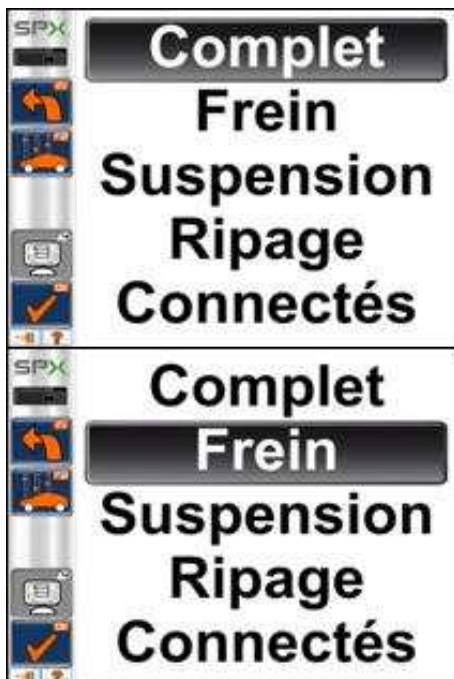 SPX
Complet
Frein
Suspension
Ripage
Connectés
?
SPX
Complet
Frein
Suspension
Ripage
Connectés
?